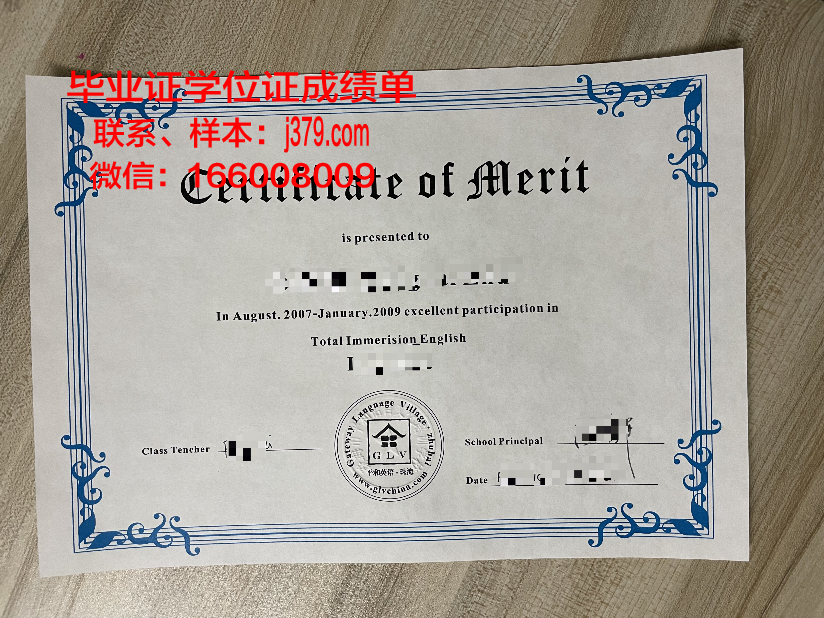 毕业证学位证成绩单
联系、样本：j379.com
微信：166008009
Certificate of Merit
is presented to
In August. 2007-January.2009 excellent participation in
Total Immerision English
Class Tencher
Gateway Language Village · zhuhai
GLV
www.glvchina.com
School Principal
Date